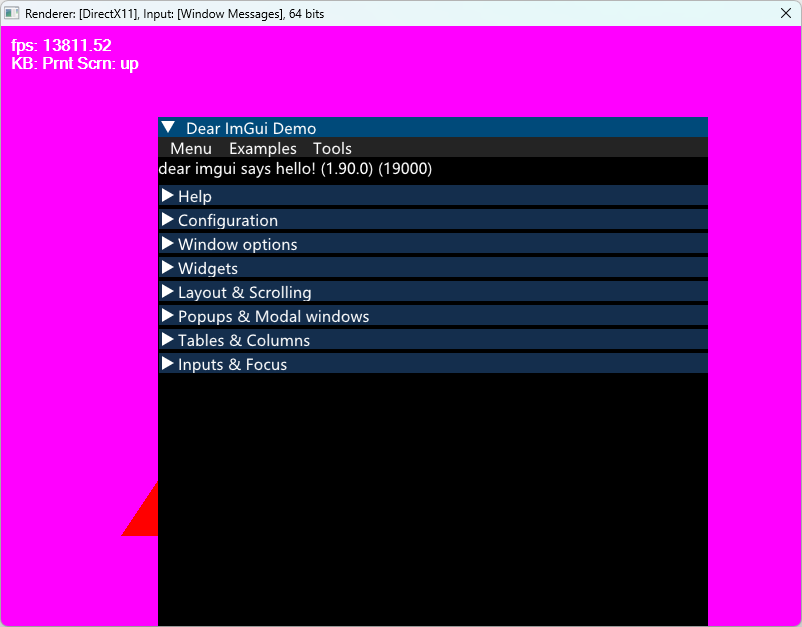 Renderer: [DirectX11], Input: [Window Messages], 64 bits
fps: 13811.52
KB: Prnt Scrn: up
Dear ImGui Demo
Menu Examples Tools
dear imgui says hello! (1.90.0) (19000)
Help
Configuration
Window options
Widgets
Layout & Scrolling
Popups & Modal windows
Tables & Columns
Inputs & Focus